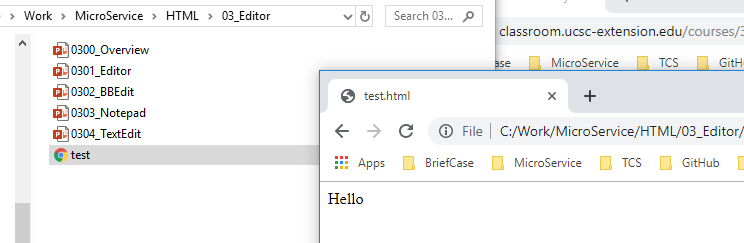 Work > MicroService > HTML > 03_Editor
Search 03...
0300_Overview
0301_Editor
0302_BBEdit
0303_Notepad
0304_TextEdit
test
classroom.ucsc-extension.edu/courses/3
ase MicroService TCS GitH
test.html
File | C:/Work/MicroService/HTML/03_Editor/
Apps BriefCase MicroService TCS GitHub
Hello